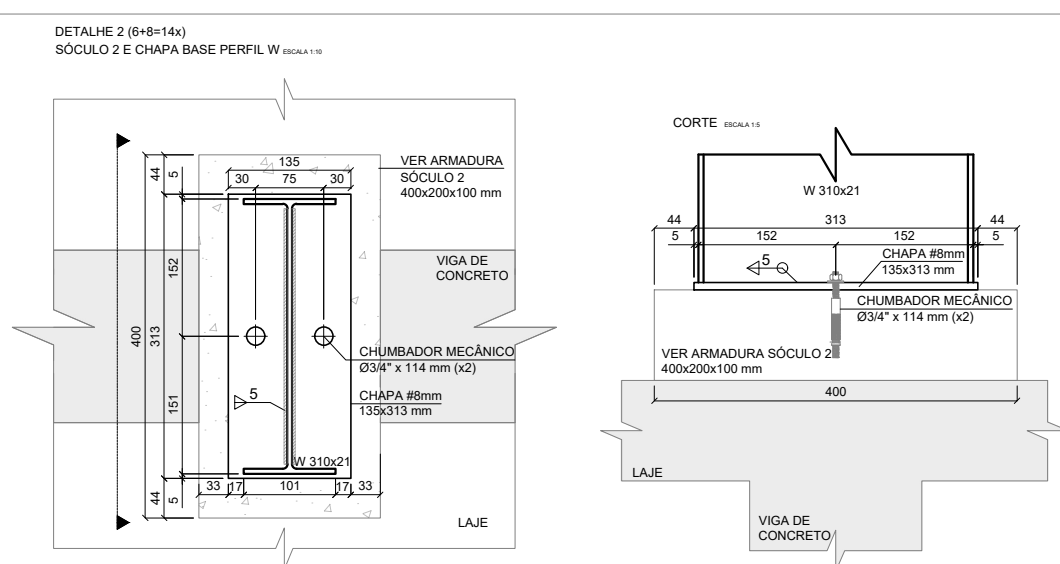 DETALHE 2 (6+8=14x)
SÓCULO 2 E CHAPA BASE PERFIL W ESCALA 1:10
135
30 75 30
44
5
152
400
313
151
44
5
33 17 101 17 33
VER ARMADURA
SÓCULO 2
400x200x100 mm
VIGA DE
CONCRETO
CHUMBADOR MECÂNICO
Ø3/4" x 114 mm (x2)
CHAPA #8mm
135x313 mm
5
W 310x21
LAJE
CORTE ESCALA 1:5
W 310x21
44 313 44
5 152 152 5
CHAPA #8mm
135x313 mm
5
CHUMBADOR MECÂNICO
Ø3/4" x 114 mm (x2)
VER ARMADURA SÓCULO 2
400x200x100 mm
400
LAJE
VIGA DE
CONCRETO